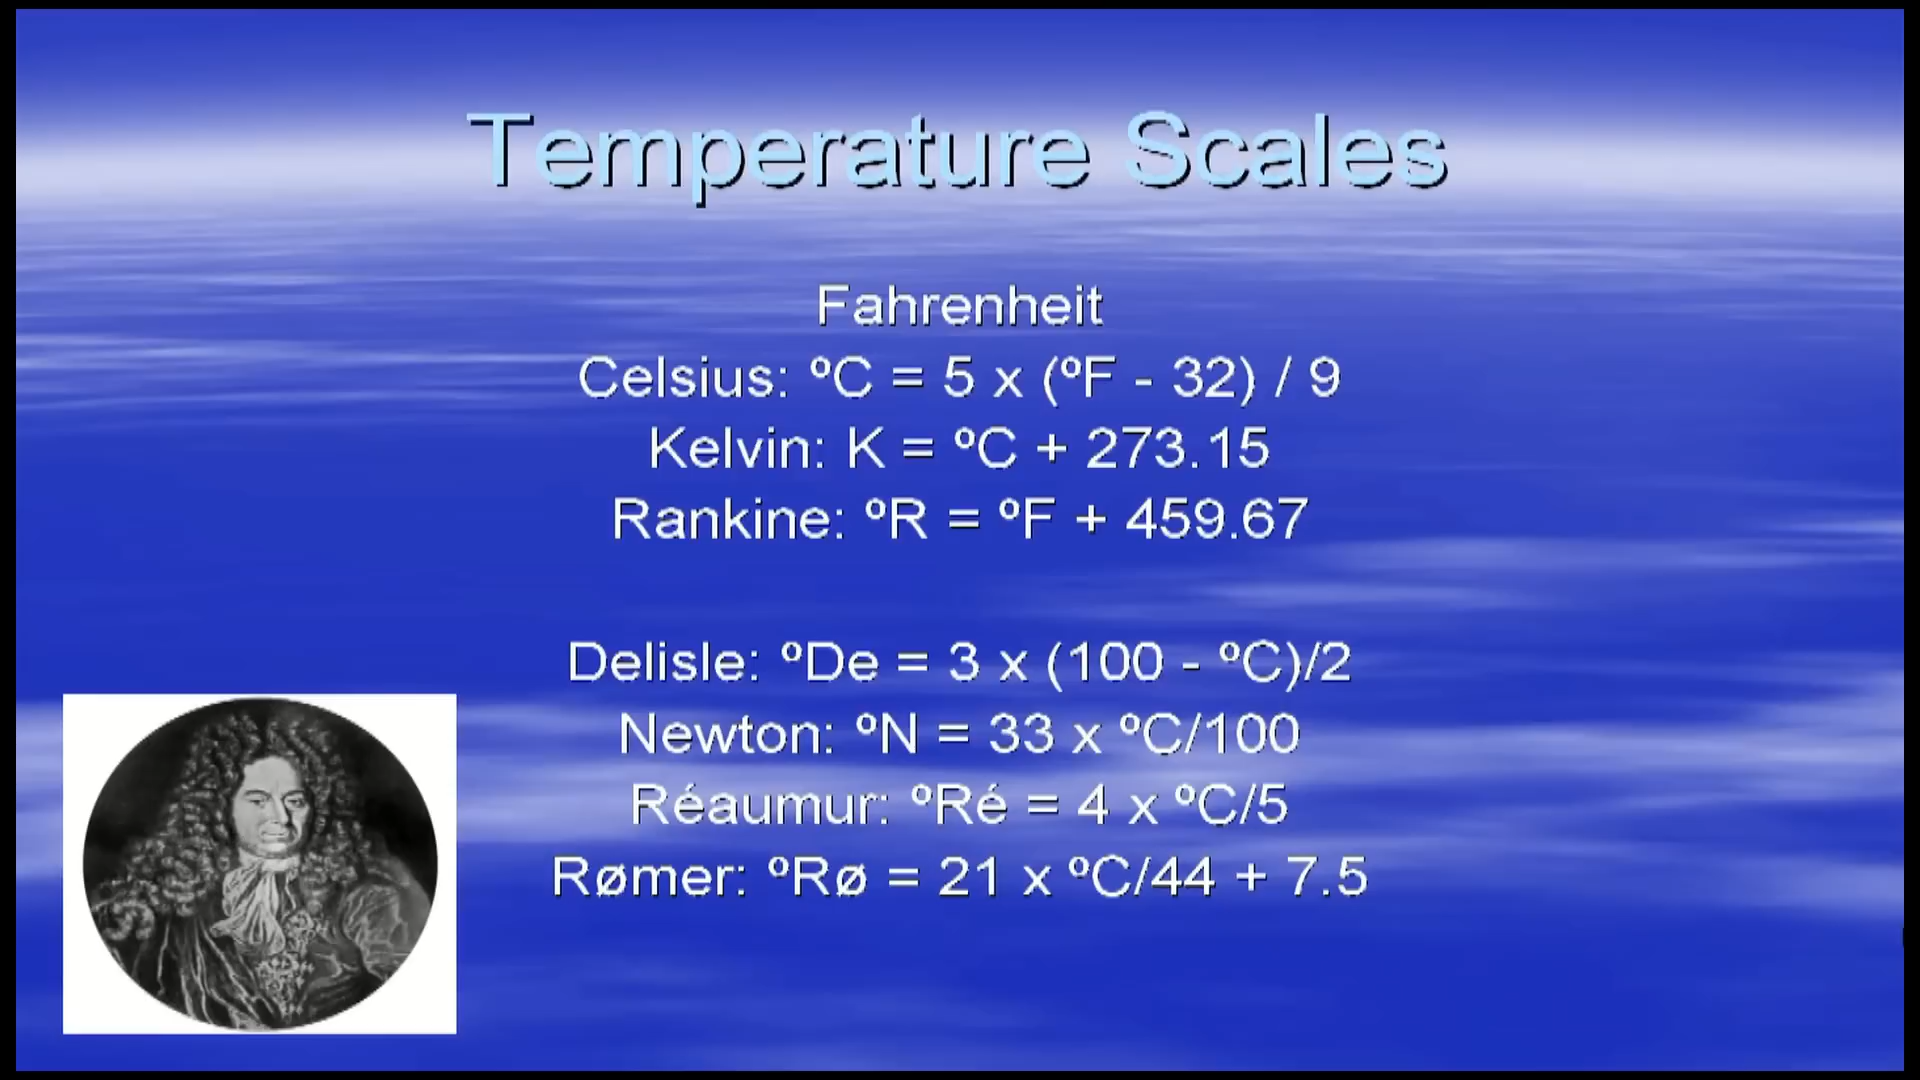 Temperature Scales
Fahrenheit
Celsius: ºC = 5 x (ºF - 32) / 9
Kelvin: K = ºC + 273.15
Rankine: ºR = ºF + 459.67
Delisle: ºDe = 3 x (100 - ºC)/2
Newton: ºN = 33 x ºC/100
Réaumur: ºRé = 4 x ºC/5
Rømer: ºRø = 21 x ºC/44 + 7.5